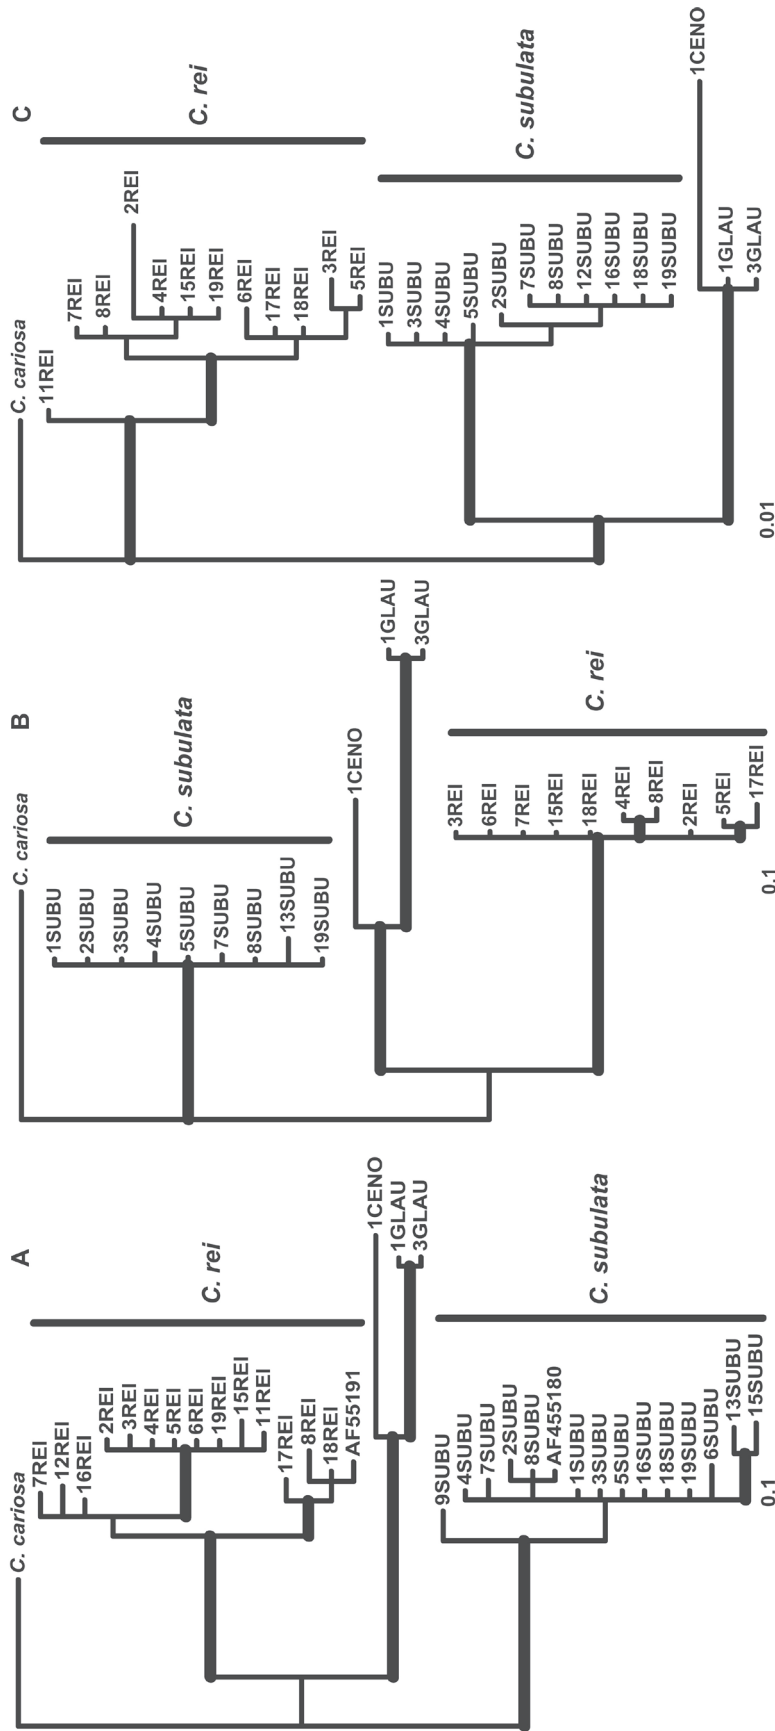 A
C. cariosa
7REI
12REI
16REI
2REI
3REI
4REI
5REI
6REI
19REI
15REI
11REI
17REI
8REI
18REI
AF55191
C. rei
1CENO
1GLAU
3GLAU
9SUBU
4SUBU
7SUBU
2SUBU
8SUBU
AF455180
1SUBU
3SUBU
5SUBU
16SUBU
18SUBU
19SUBU
6SUBU
13SUBU
15SUBU
C. subulata
0.1
B
C. cariosa
1SUBU
2SUBU
3SUBU
4SUBU
5SUBU
7SUBU
8SUBU
13SUBU
19SUBU
C. subulata
1CENO
1GLAU
3GLAU
3REI
6REI
7REI
15REI
18REI
4REI
8REI
2REI
5REI
17REI
C. rei
0.1
C
C. cariosa
11REI
7REI
8REI
2REI
4REI
15REI
19REI
6REI
17REI
18REI
3REI
5REI
C. rei
1SUBU
3SUBU
4SUBU
5SUBU
2SUBU
7SUBU
8SUBU
12SUBU
16SUBU
18SUBU
19SUBU
C. subulata
1CENO
1GLAU
3GLAU
0.01